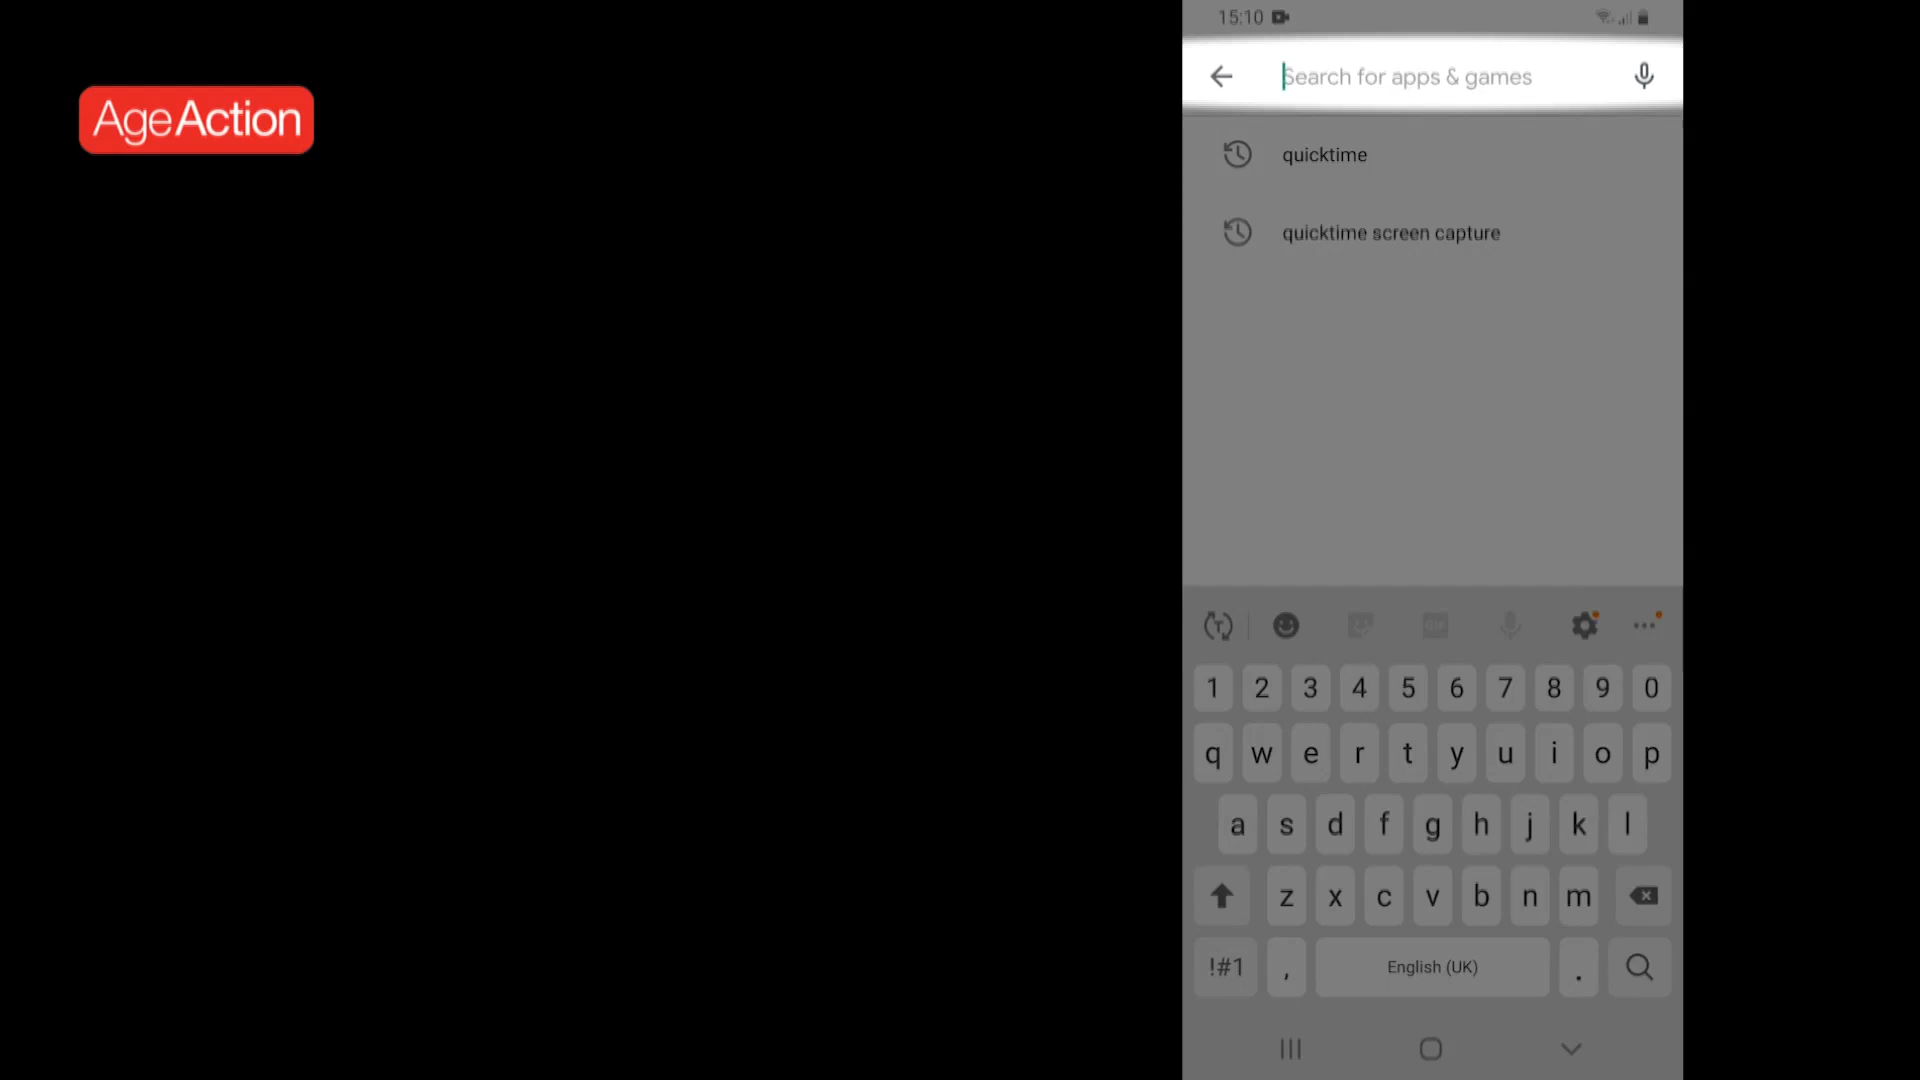 AgeAction
15:10
Search for apps & games
quicktime
quicktime screen capture
T GIF
1 2 3 4 5 6 7 8 9 0
q w e r t y u i o p
a s d f g h j k l
z x c v b n m
!#1 , English (UK) .